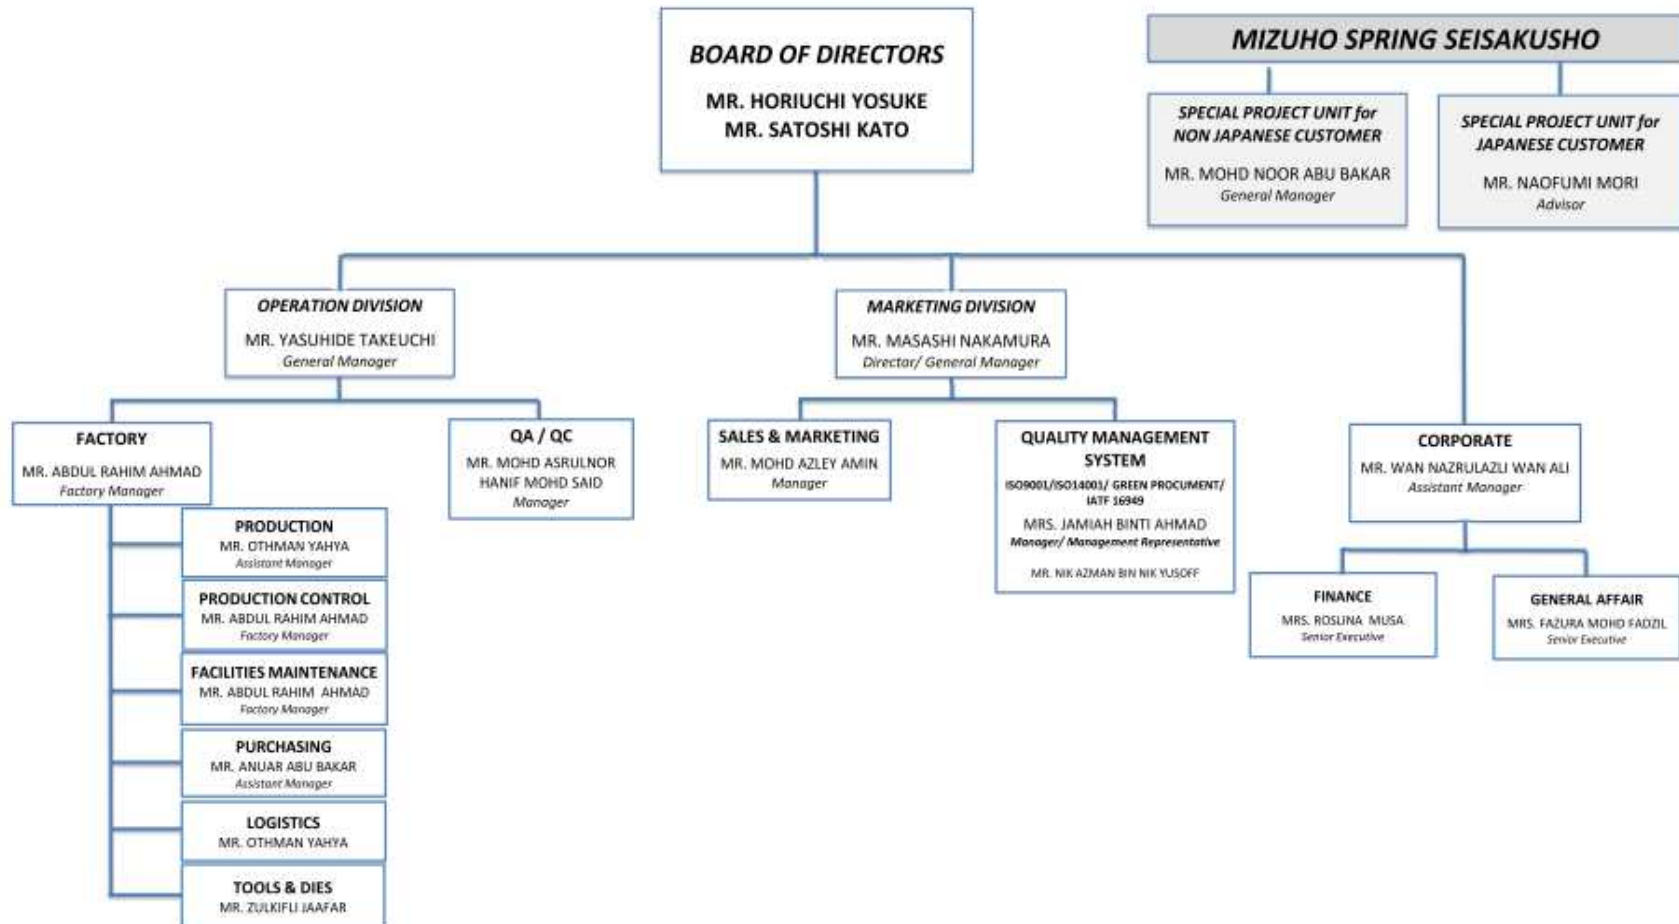 BOARD OF DIRECTORS
MR. HORIUCHI YOSUKE
MR. SATOSHI KATO
MIZUHO SPRING SEISAKUSHO
SPECIAL PROJECT UNIT for
NON JAPANESE CUSTOMER
MR. MOHD NOOR ABU BAKAR
General Manager
SPECIAL PROJECT UNIT for
JAPANESE CUSTOMER
MR. NAOFUMI MORI
Advisor
OPERATION DIVISION
MR. YASUHIDE TAKEUCHI
General Manager
MARKETING DIVISION
MR. MASASHI NAKAMURA
Director/ General Manager
FACTORY
MR. ABDUL RAHIM AHMAD
Factory Manager
QA / QC
MR. MOHD ASRULNOR
HANIF MOHD SAID
Manager
SALES & MARKETING
MR. MOHD AZLEY AMIN
Manager
QUALITY MANAGEMENT
SYSTEM
ISO9001/ISO14001/ GREEN PROCUMENT/
IATF 16949
MRS. JAMIAH BINTI AHMAD
Manager/ Management Representative
MR. NIK AZMAN BIN NIK YUSOFF
CORPORATE
MR. WAN NAZRULAZLI WAN ALI
Assistant Manager
PRODUCTION
MR. OTHMAN YAHYA
Assistant Manager
PRODUCTION CONTROL
MR. ABDUL RAHIM AHMAD
Factory Manager
FACILITIES MAINTENANCE
MR. ABDUL RAHIM AHMAD
Factory Manager
PURCHASING
MR. ANUAR ABU BAKAR
Assistant Manager
LOGISTICS
MR. OTHMAN YAHYA
TOOLS & DIES
MR. ZULKIFLI JAAFAR
FINANCE
MRS. ROSLINA MUSA
Senior Executive
GENERAL AFFAIR
MRS. FAZURA MOHD FADZIL
Senior Executive